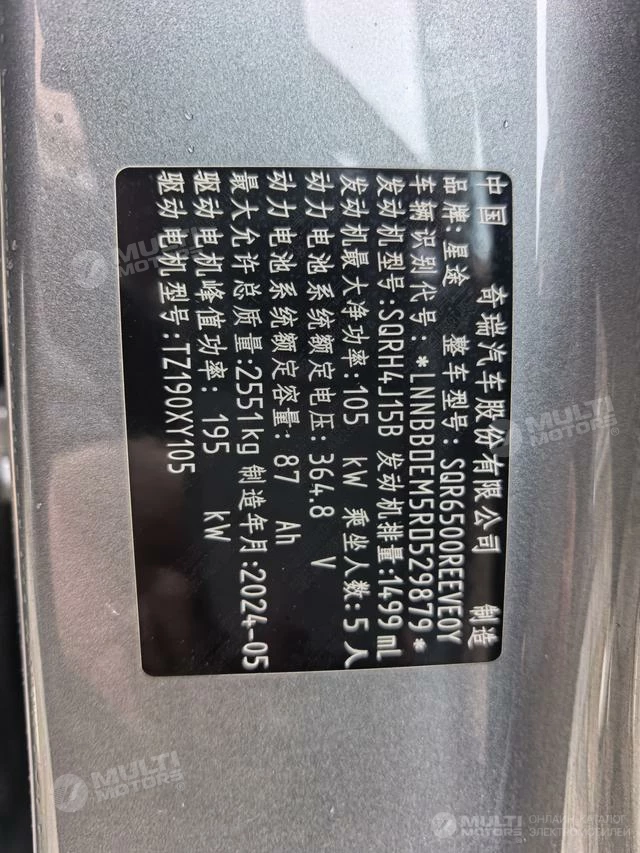 中国 奇瑞汽车股份有限公司 制造
品牌:星途 整车型号:SQR6500REEVE0Y
车辆识别代号:*LNNBBDEM5RD529879*
发动机型号:SQRH4J15B 发动机排量:1499 mL
发动机最大净功率:105 kW 乘坐人数:5人
动力电池系统额定电压:364.8 V
动力电池系统额定容量:87 Ah
最大允许总质量:2551kg 制造年月:2024-05
驱动电机峰值功率:195 kW
驱动电机型号:TZ190XY105
MULTI MOTORS
MULTI MOTORS
MULTI MOTORS
MULTI MOTORS
ОНЛАЙН-КАТАЛОГ
ЭЛЕКТРОМОБИЛЕЙ